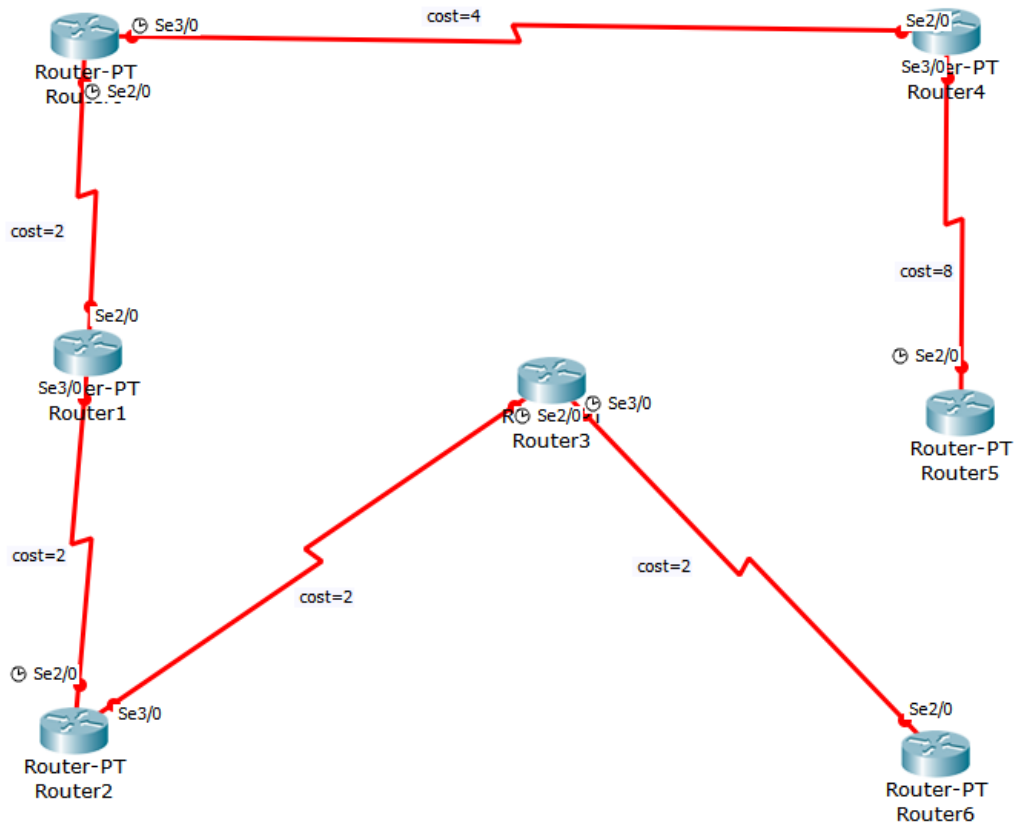 cost=4
Se3/0
Se2/0
Router-PT
Se2/0
Se3/0
Router4
cost=2
cost=8
Se2/0
Se2/0
Se3/0
Router1
Se2/0
Se3/0
Router3
Router-PT
Router5
cost=2
cost=2
cost=2
Se2/0
Se3/0
Se2/0
Router-PT
Router2
Router-PT
Router6